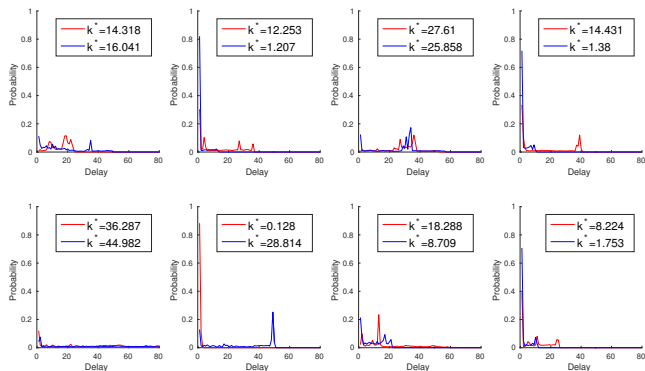 1
0.8
0.6
0.4
0.2
0
Probability
k*=14.318
k*=16.041
0 20 40 60 80
Delay
1
0.8
0.6
0.4
0.2
0
Probability
k*=12.253
k*=1.207
0 20 40 60 80
Delay
1
0.8
0.6
0.4
0.2
0
Probability
k*=27.61
k*=25.858
0 20 40 60 80
Delay
1
0.8
0.6
0.4
0.2
0
Probability
k*=14.431
k*=1.38
0 20 40 60 80
Delay
1
0.8
0.6
0.4
0.2
0
Probability
k*=36.287
k*=44.982
0 20 40 60 80
Delay
1
0.8
0.6
0.4
0.2
0
Probability
k*=0.128
k*=28.814
0 20 40 60 80
Delay
1
0.8
0.6
0.4
0.2
0
Probability
k*=18.288
k*=8.709
0 20 40 60 80
Delay
1
0.8
0.6
0.4
0.2
0
Probability
k*=8.224
k*=1.753
0 20 40 60 80
Delay